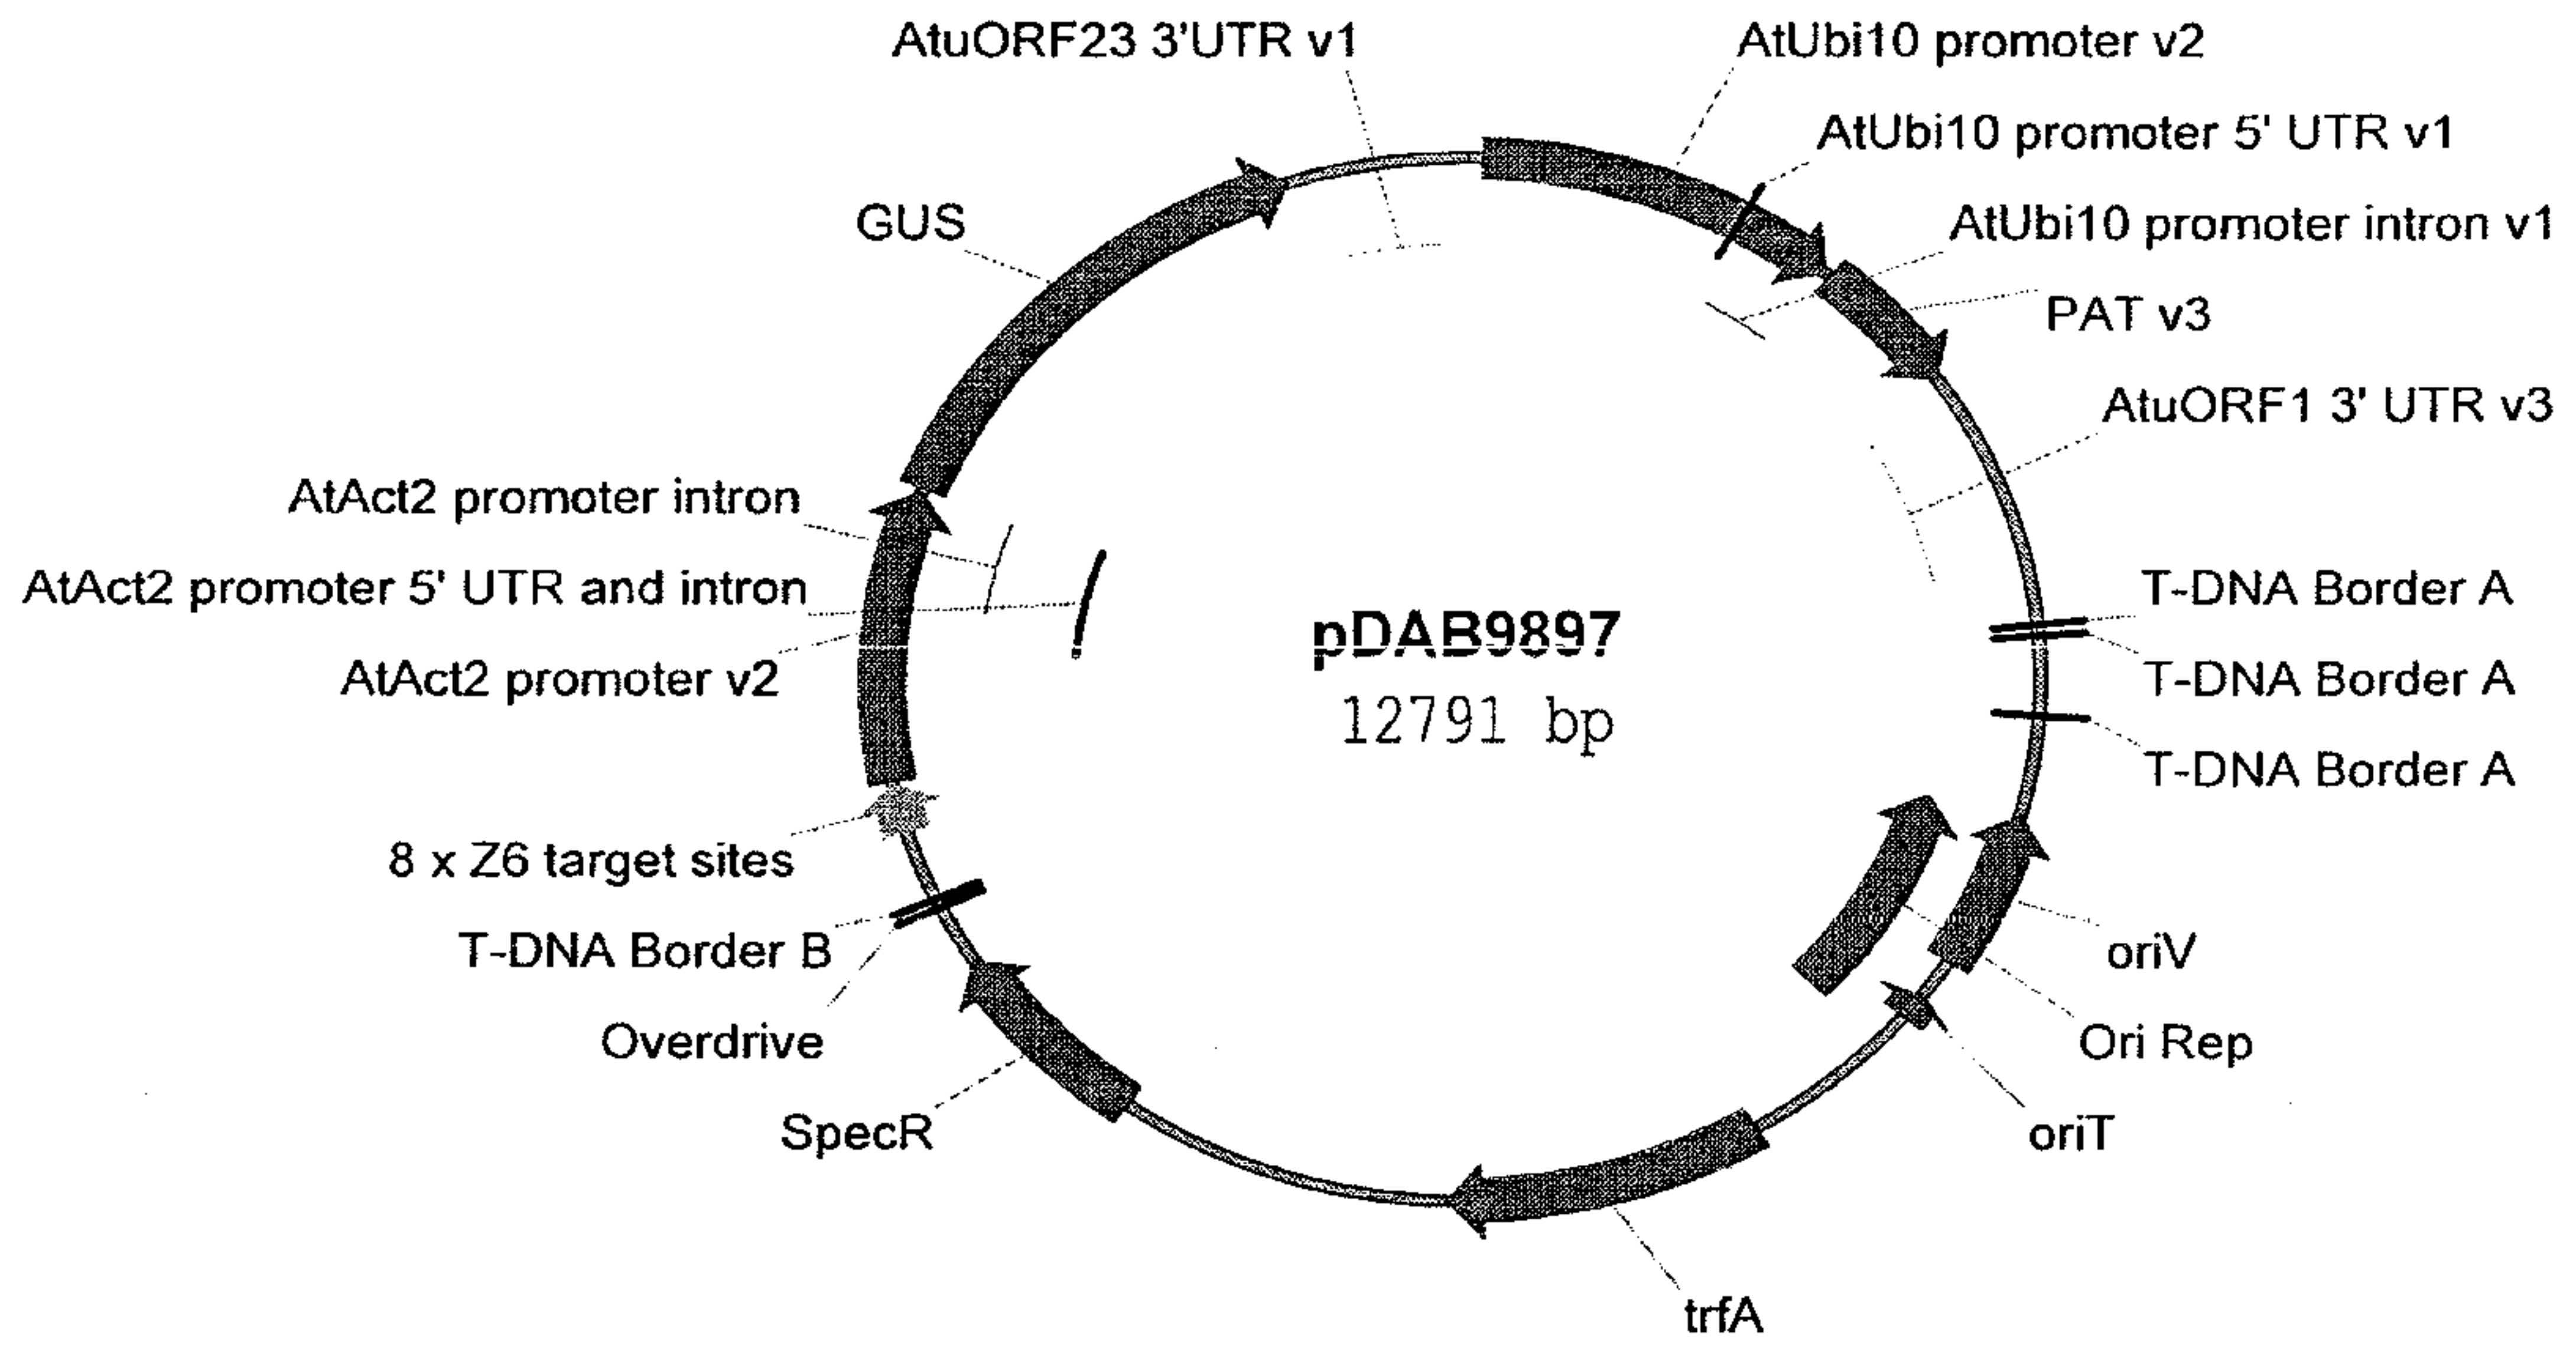 AtuORF23 3'UTR v1
AtUbi10 promoter v2
AtUbi10 promoter 5' UTR v1
GUS
AtUbi10 promoter intron v1
PAT v3
AtuORF1 3' UTR v3
AtAct2 promoter intron
AtAct2 promoter 5' UTR and intron
AtAct2 promoter v2
pDAB9897
12791 bp
T-DNA Border A
T-DNA Border A
T-DNA Border A
8 x Z6 target sites
T-DNA Border B
Overdrive
SpecR
oriV
Ori Rep
oriT
trfA